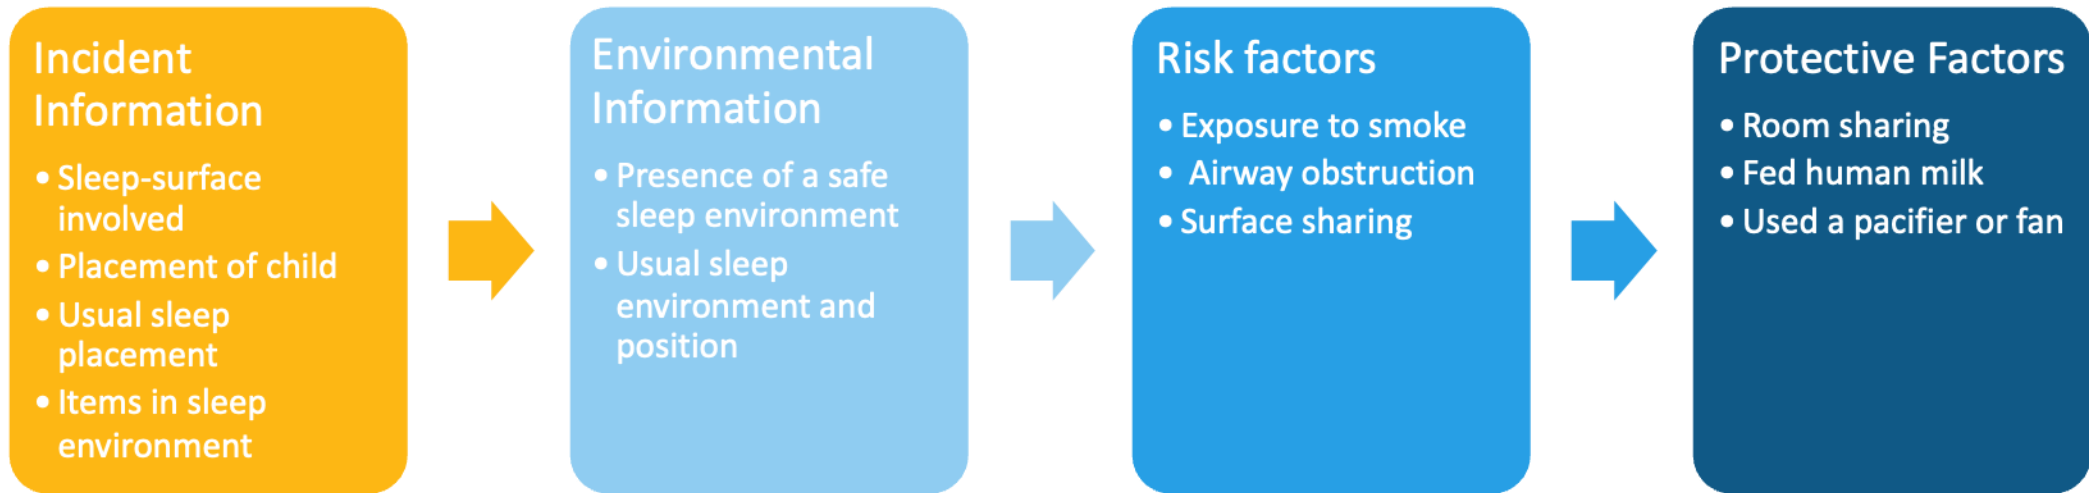 Incident
Information
• Sleep-surface
involved
• Placement of child
• Usual sleep
placement
• Items in sleep
environment
Environmental
Information
• Presence of a safe
sleep environment
• Usual sleep
environment and
position
Risk factors
• Exposure to smoke
• Airway obstruction
• Surface sharing
Protective Factors
• Room sharing
• Fed human milk
• Used a pacifier or fan